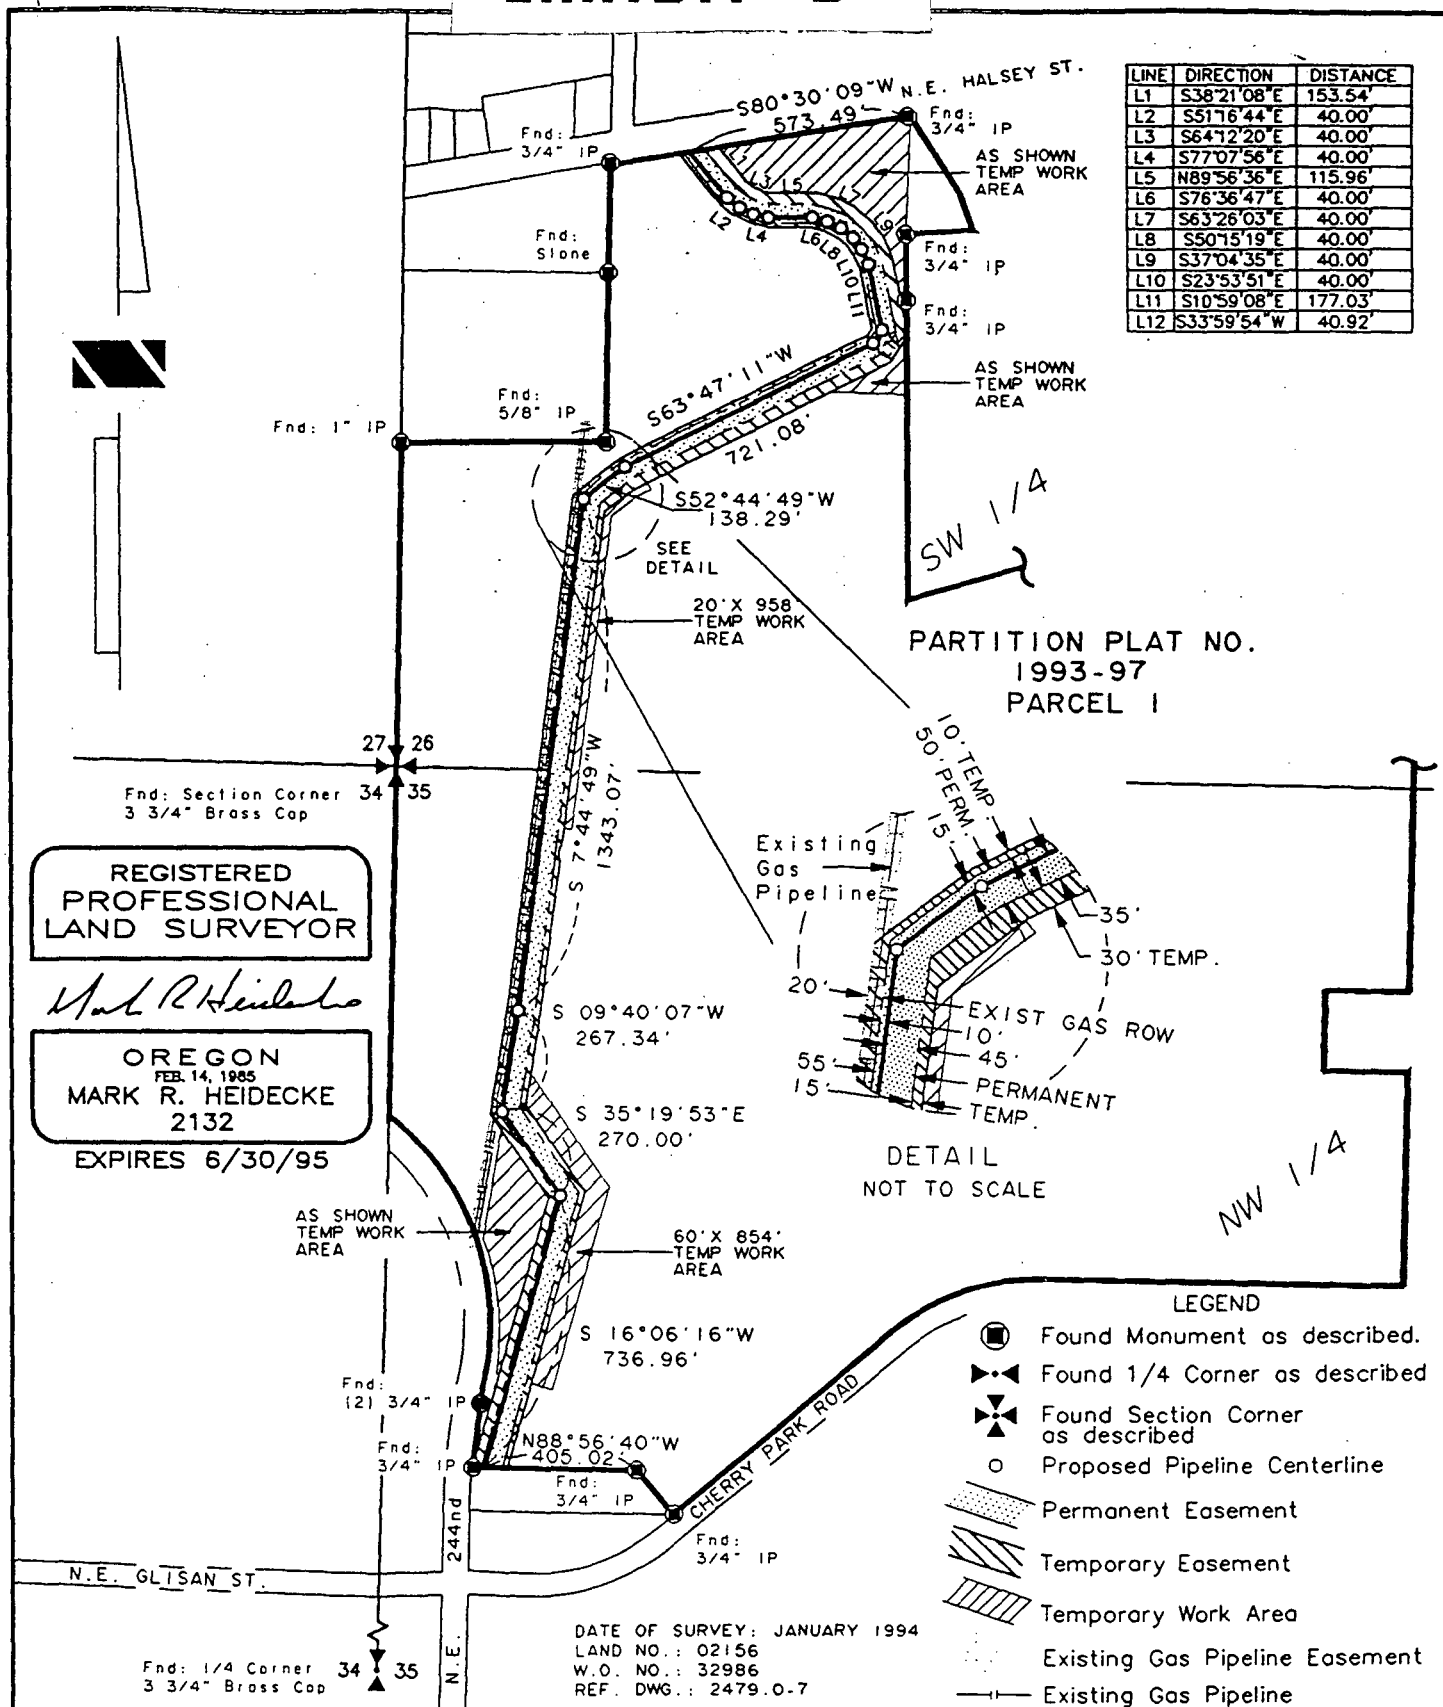 N.E. HALSEY ST.
S80°30'09"W
573.49'
Fnd:
3/4" IP
Fnd:
3/4" IP
AS SHOWN
TEMP WORK
AREA
LINE DIRECTION DISTANCE
L1 S38°21'08"E 153.54'
L2 S51°16'44"E 40.00'
L3 S64°12'20"E 40.00'
L4 S77°07'56"E 40.00'
L5 N89°56'36"E 115.96'
L6 S76°36'47"E 40.00'
L7 S63°26'03"E 40.00'
L8 S50°15'19"E 40.00'
L9 S37°04'35"E 40.00'
L10 S23°53'51"E 40.00'
L11 S10°59'08"E 177.03'
L12 S33°59'54"W 40.92'
L3
L5
L7
L9
L2
L4
L6
L8
L10
L11
Fnd:
Stone
Fnd:
3/4" IP
Fnd:
3/4" IP
AS SHOWN
TEMP WORK
AREA
Fnd:
5/8" IP
Fnd: 1" IP
S63°47'11"W
721.08'
S52°44'49"W
138.29'
SEE
DETAIL
SW 1/4
20' X 958'
TEMP WORK
AREA
PARTITION PLAT NO.
1993-97
PARCEL 1
27 26
34 35
Fnd: Section Corner
3 3/4" Brass Cap
S 7°44'49"W
1343.07'
REGISTERED
PROFESSIONAL
LAND SURVEYOR
Mark R Heidecke
OREGON
FEB. 14, 1985
MARK R. HEIDECKE
2132
EXPIRES 6/30/95
10' TEMP
50' PERM.
15'
Existing
Gas
Pipeline
35'
30' TEMP.
20'
EXIST GAS ROW
10'
45'
55'
15'
PERMANENT
TEMP.
DETAIL
NOT TO SCALE
S 09°40'07"W
267.34'
S 35°19'53"E
270.00'
NW 1/4
AS SHOWN
TEMP WORK
AREA
60' X 854'
TEMP WORK
AREA
S 16°06'16"W
736.96'
Fnd:
(2) 3/4" IP
Fnd:
3/4" IP
N88°56'40"W
405.02'
Fnd:
3/4" IP
Fnd:
3/4" IP
CHERRY PARK ROAD
N.E. GLISAN ST.
N.E. 244nd
Fnd: 1/4 Corner
3 3/4" Brass Cap
34 35
DATE OF SURVEY: JANUARY 1994
LAND NO.: 02156
W.O. NO.: 32986
REF. DWG.: 2479.0-7
LEGEND
Found Monument as described.
Found 1/4 Corner as described
Found Section Corner
as described
Proposed Pipeline Centerline
Permanent Easement
Temporary Easement
Temporary Work Area
Existing Gas Pipeline Easement
Existing Gas Pipeline